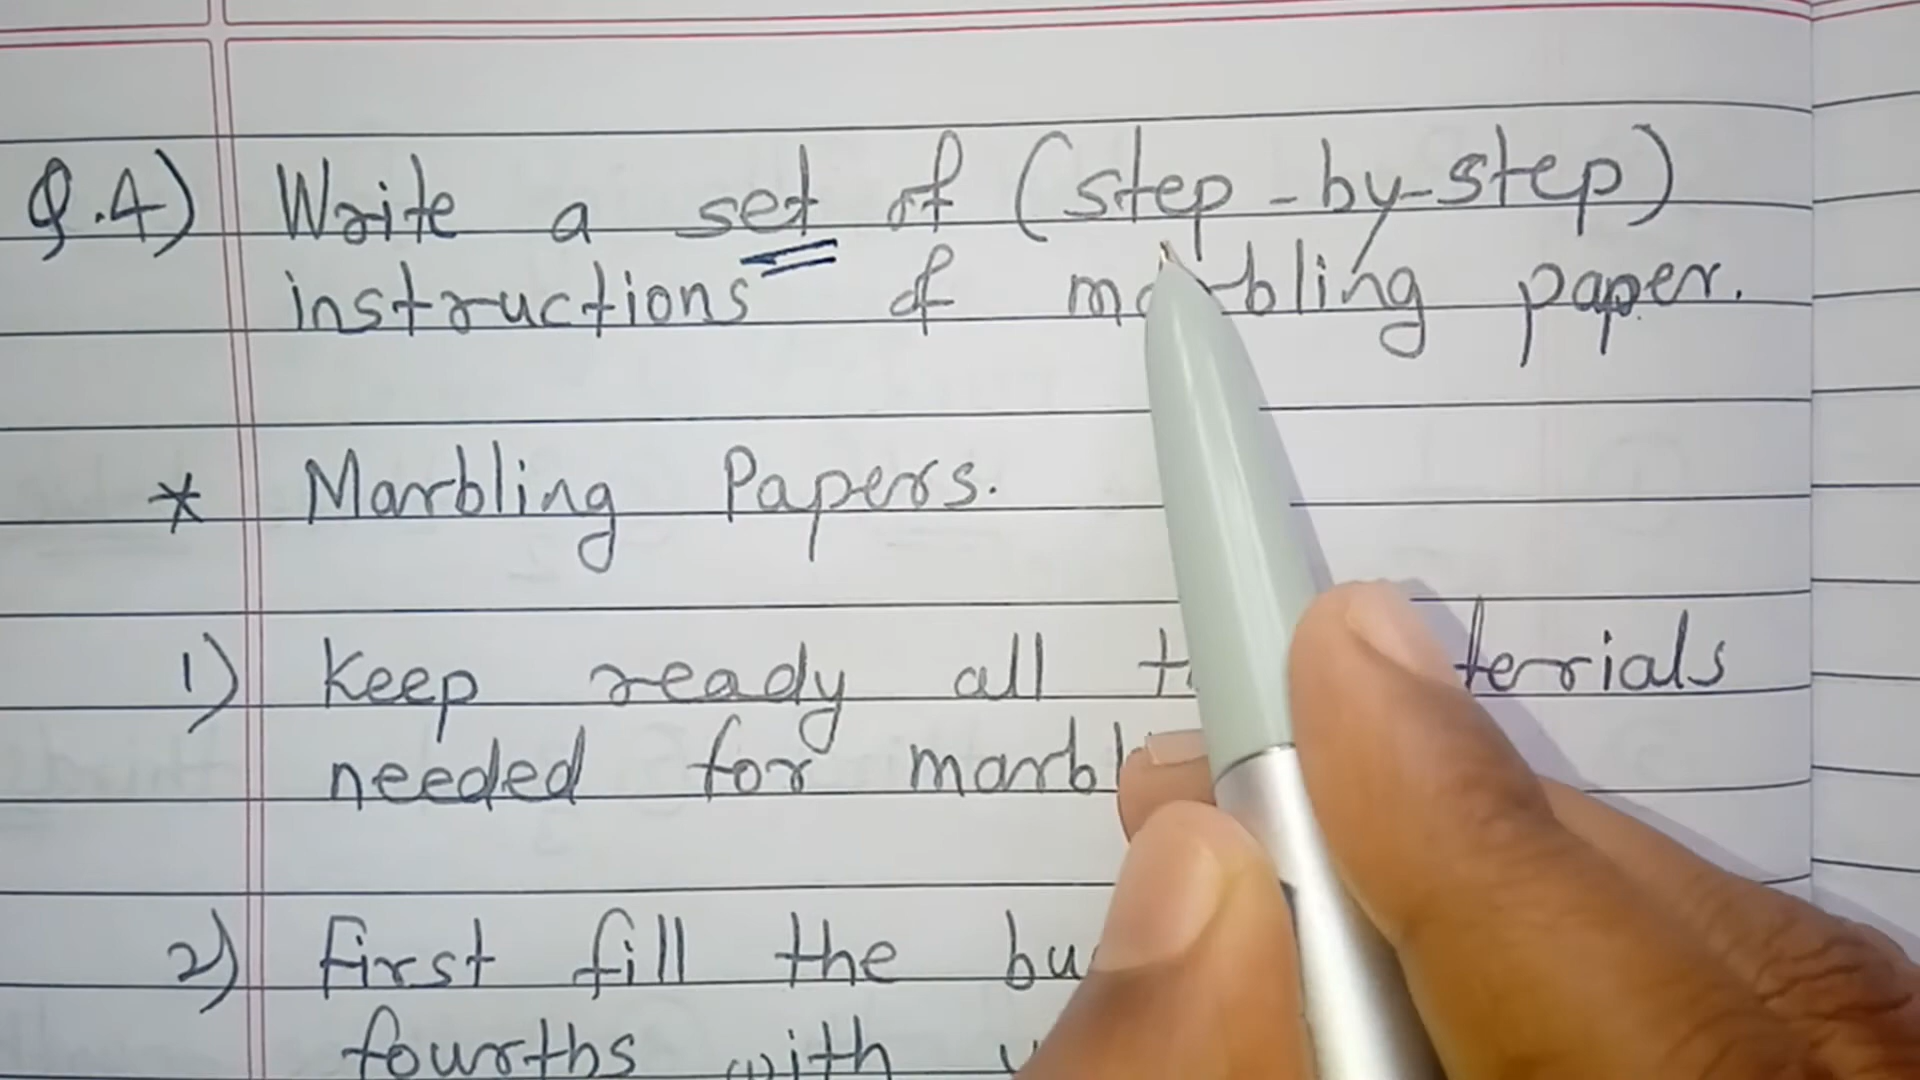 Q.4) Write a set of (step-by-step)
instructions of marbling paper.
* Marbling Papers.
1) Keep ready all
needed for
2) First fill the
fourths with